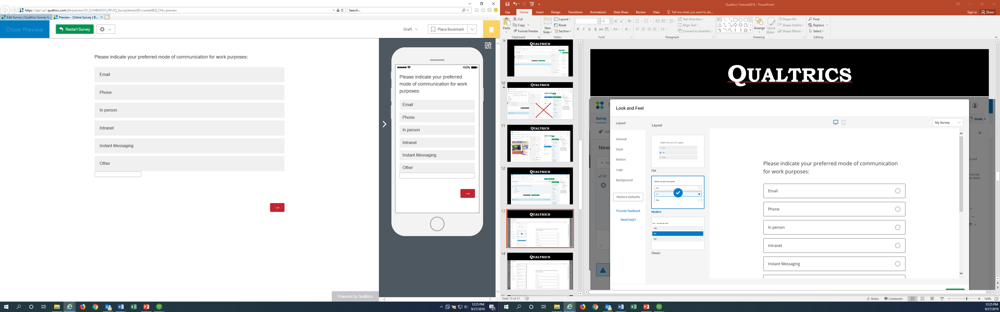 https://qaz1.az1.qualtrics.com/jfe/preview/SV_5z1HBGtT2J1yTPv?Q_SurveyVersionID=current&Q_CHL=preview
Search...
Edit Survey | Qualtrics Survey S...
Preview - Online Survey | B...
Close Preview
Restart Survey
Draft
Place Bookmark
Please indicate your preferred mode of communication for work purposes:
Email
Phone
In person
Intranet
Instant Messaging
Other
→
Powered by Qualtrics
100%
Please indicate your preferred
mode of communication for work
purposes:
Email
Phone
In person
Intranet
Instant Messaging
Other
→
12:25 PM
9/27/2019
21
Qualtrics Tutorial2018 - PowerPoint
File
Home
Insert
Design
Transitions
Animations
Slide Show
Review
View
Tell me what you want to do...
Sign in
Share
Paste
Cut
Copy
Format Painter
Clipboard
New
Slide
Layout
Reset
Section
Slides
18
B I U S abc AV Aa A
Font
Text Direction
Align Text
Convert to SmartArt
Paragraph
Arrange
Quick
Styles
Shape Fill
Shape Outline
Shape Effects
Drawing
Find
Replace
Select
Editing
9
QUALTRICS
10
QUALTRICS
11
QUALTRICS
12
QUALTRICS
13
QUALTRICS
14
QUALTRICS
QUALTRICS
Survey
Guide
News
Q1
Look and Feel
Layout
General
Style
Motion
Logo
Background
Restore Defaults
Provide feedback
Need help?
Layout
Flat
Modern
Classic
My Survey
Please indicate your preferred mode of communication
for work purposes:
Email
Phone
In person
Intranet
Instant Messaging
Slide 13 of 21
Notes
Comments
160%
12:25 PM
9/27/2019